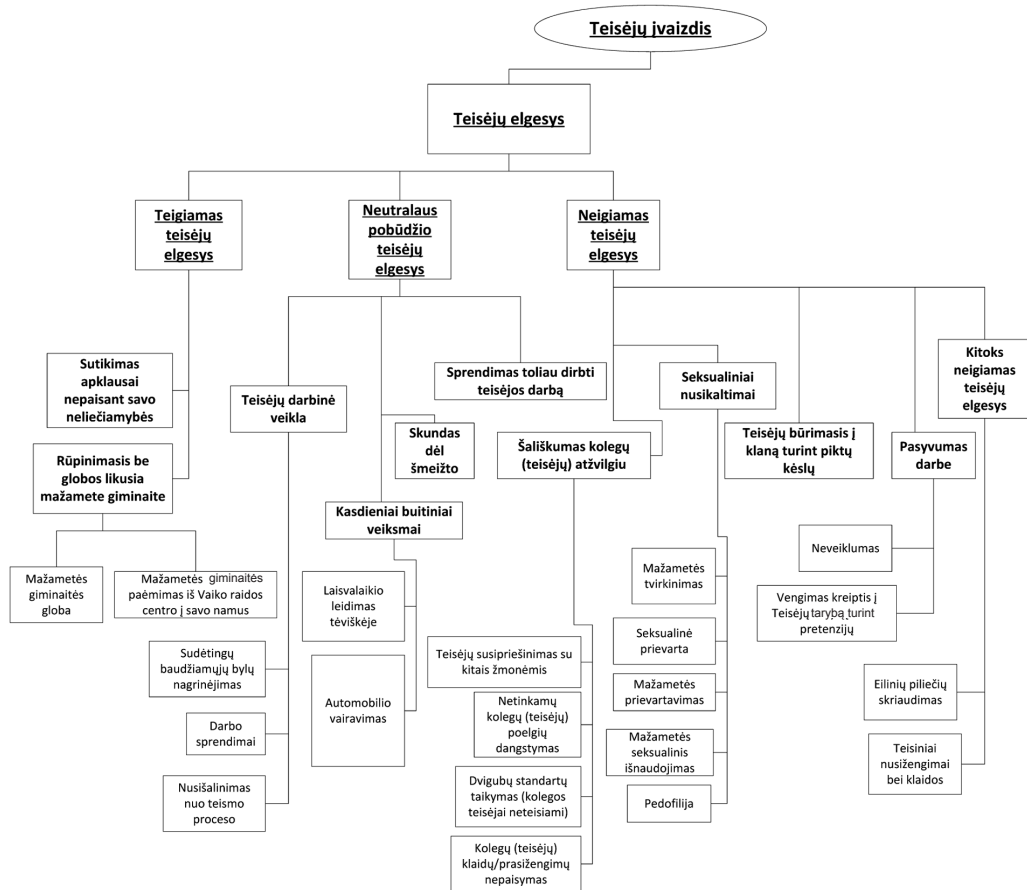 Teisėjų įvaizdis
Teisėjų elgesys
Teigiamas
teisėjų
elgesys
Neutralaus
pobūdžio
teisėjų
elgesys
Neigiamas
teisėjų
elgesys
Sutikimas
apklausai
nepaisant savo
neliečiamybės
Rūpinimasis be
globos likusia
mažamete giminaite
Mažametės
giminaitės
globa
Mažametės giminaitės
paėmimas iš Vaiko raidos
centro į savo namus
Teisėjų darbinė
veikla
Sudėtingų
baudžiamųjų bylų
nagrinėjimas
Darbo
sprendimai
Nusišalinimas
nuo teismo
proceso
Sprendimas toliau dirbti
teisėjos darbą
Skundas
dėl
šmeižto
Kasdieniai buitiniai
veiksmai
Laisvalaikio
leidimas
tėviškėje
Automobilio
vairavimas
Šališkumas kolegų
(teisėjų) atžvilgiu
Teisėjų susipriešinimas su
kitais žmonėmis
Netinkamų
kolegų (teisėjų)
poelgių
dangstymas
Dvigubų standartų
taikymas (kolegos
teisėjai neteisiami)
Kolegų (teisėjų)
klaidų/prasižengimų
nepaisymas
Seksualiniai
nusikaltimai
Mažametės
tvirkinimas
Seksualinė
prievarta
Mažametės
prievartavimas
Mažametės
seksualinis
išnaudojimas
Pedofilija
Teisėjų būrimasis į
klaną turint piktų
kėslų
Pasyvumas
darbe
Neveiklumas
Vengimas kreiptis į
Teisėjų tarybą turint
pretenzijų
Kitoks
neigiamas
teisėjų
elgesys
Eilinių piliečių
skriaudimas
Teisiniai
nusižengimai
bei klaidos